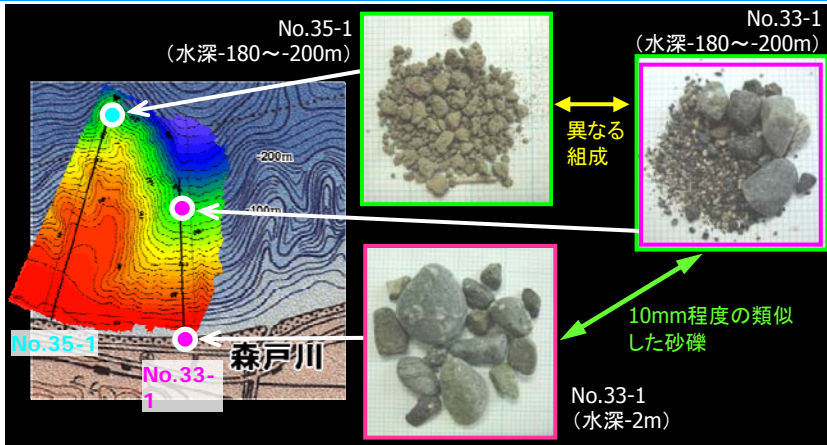 No.35-1
（水深-180～-200m）
No.33-1
（水深-180～-200m）
異なる
組成
-200m
-100m
10mm程度の類似
した砂礫
No.35-1
No.33-
1
森戸川
No.33-1
（水深-2m）